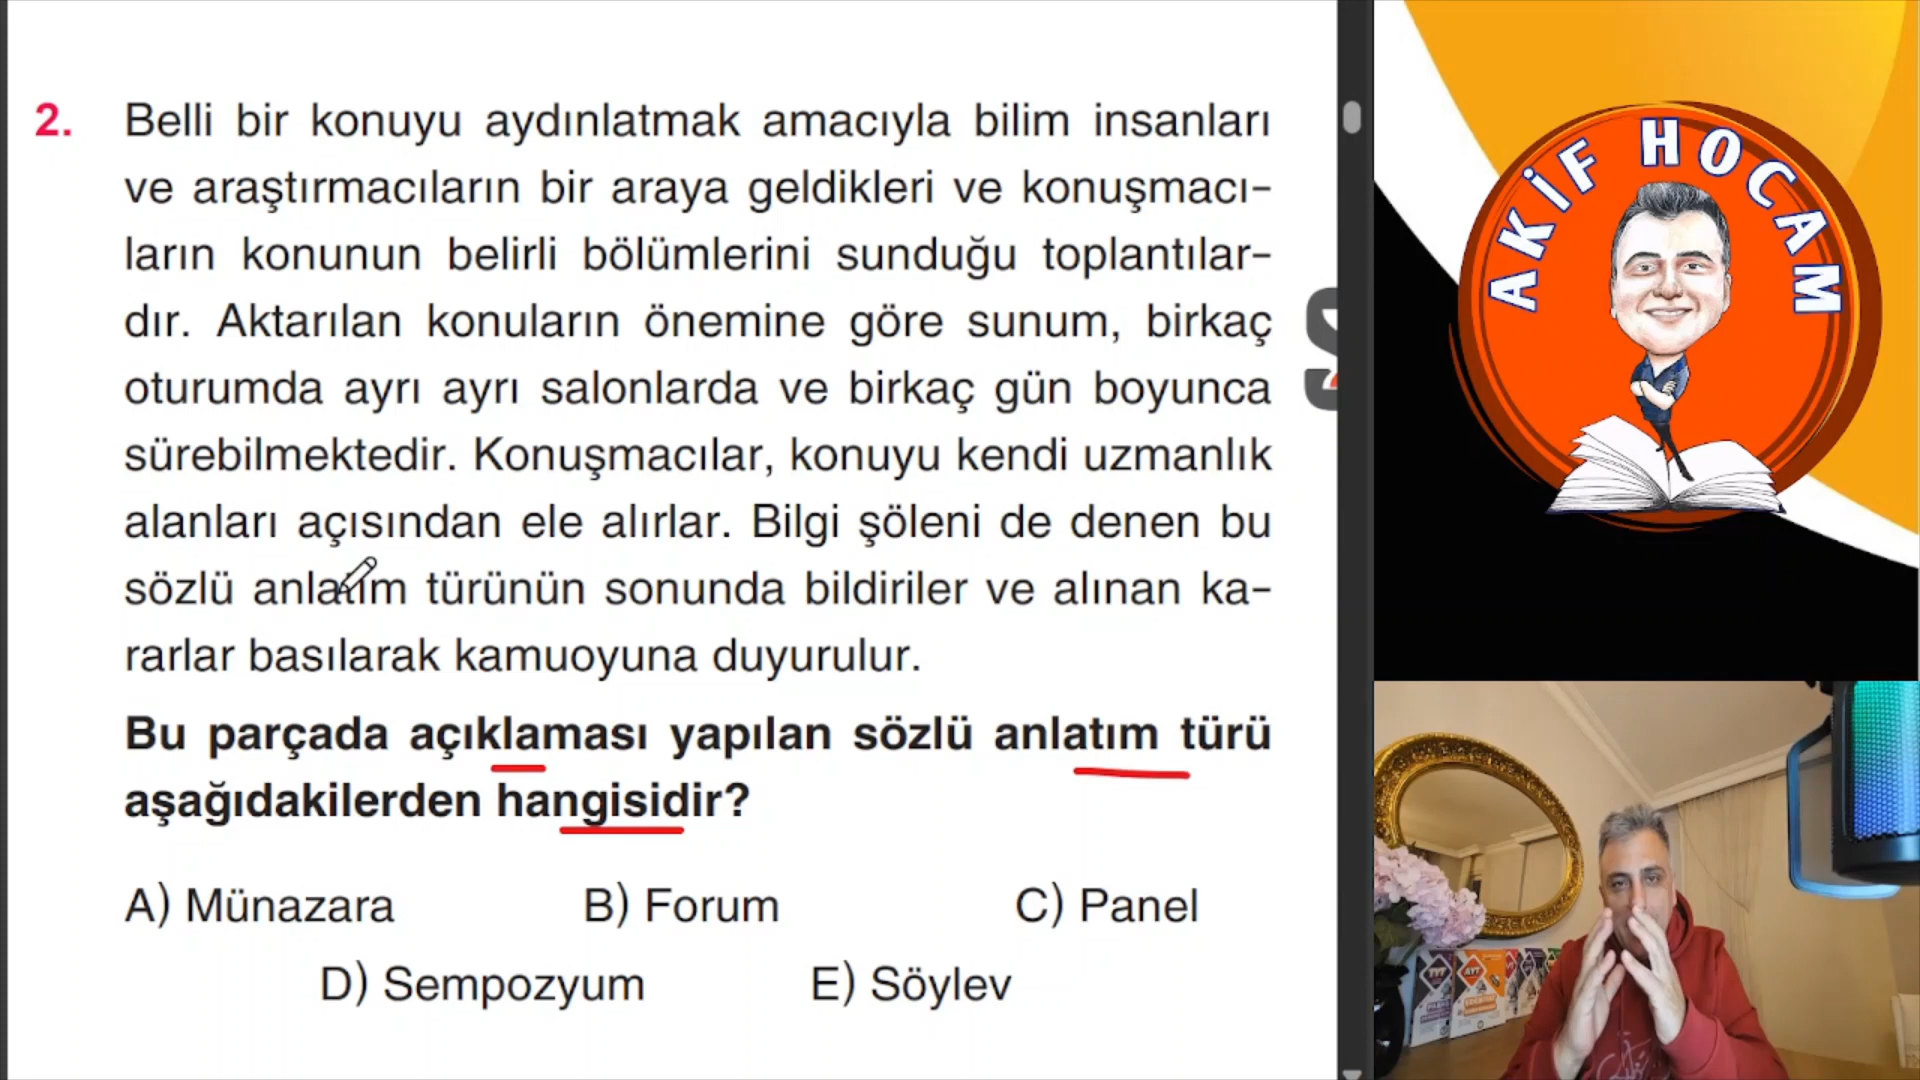 2. Belli bir konuyu aydınlatmak amacıyla bilim insanları
ve araştırmacıların bir araya geldikleri ve konuşmacı-
ların konunun belirli bölümlerini sunduğu toplantılar-
dır. Aktarılan konuların önemine göre sunum, birkaç
oturumda ayrı ayrı salonlarda ve birkaç gün boyunca
sürebilmektedir. Konuşmacılar, konuyu kendi uzmanlık
alanları açısından ele alırlar. Bilgi şöleni de denen bu
sözlü anlatım türünün sonunda bildiriler ve alınan ka-
rarlar basılarak kamuoyuna duyurulur.
Bu parçada açıklaması yapılan sözlü anlatım türü
aşağıdakilerden hangisidir?
A) Münazara B) Forum C) Panel
D) Sempozyum E) Söylev
AKİF HOCAM
TYT
AYT